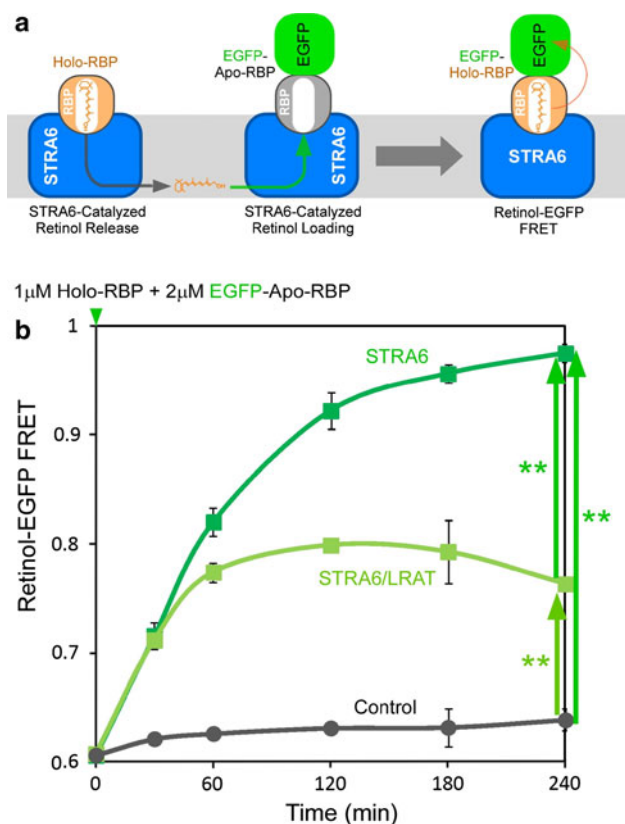 a
Holo-RBP
RBP
STRA6
STRA6-Catalyzed
Retinol Release
EGFP-
Apo-RBP
EGFP
RBP
STRA6
STRA6-Catalyzed
Retinol Loading
EGFP-
Holo-RBP
EGFP
RBP
STRA6
Retinol-EGFP
FRET
1μM Holo-RBP + 2μM EGFP-Apo-RBP
b
Retinol-EGFP FRET
1
0.9
0.8
0.7
0.6
STRA6
STRA6/LRAT
Control
**
**
**
0
60
120
180
240
Time (min)